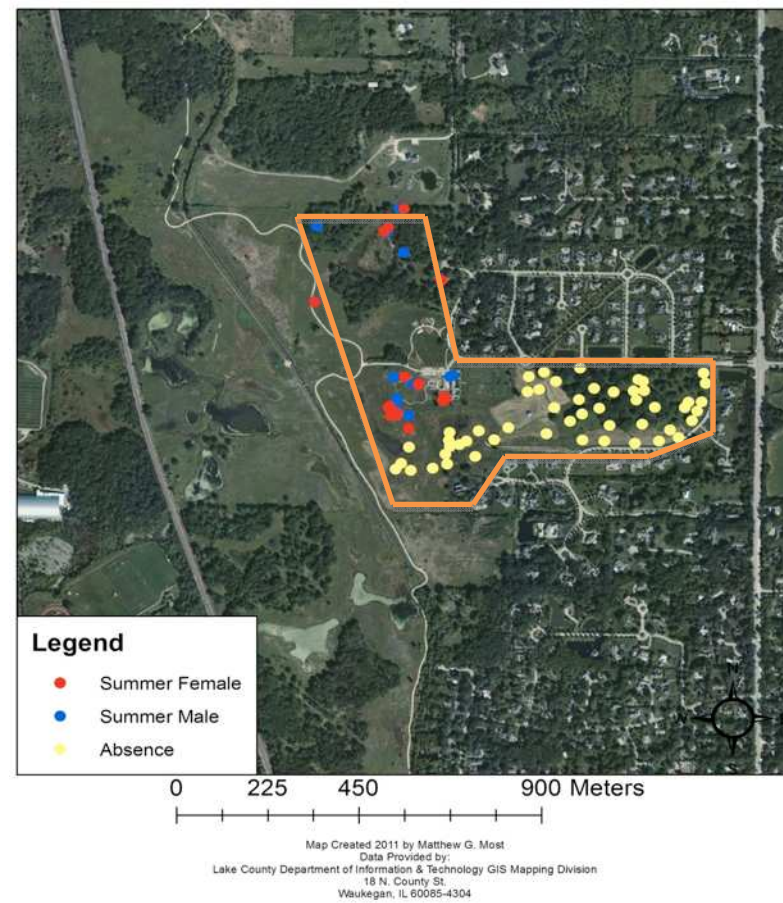 N
N
S
Legend
Summer Female
Summer Male
Absence
0 225 450 900 Meters
Map Created 2011 by Matthew G. Most
Data Provided by:
Lake County Department of Information & Technology GIS Mapping Division
18 N. County St.
Waukegan, IL 60085-4304